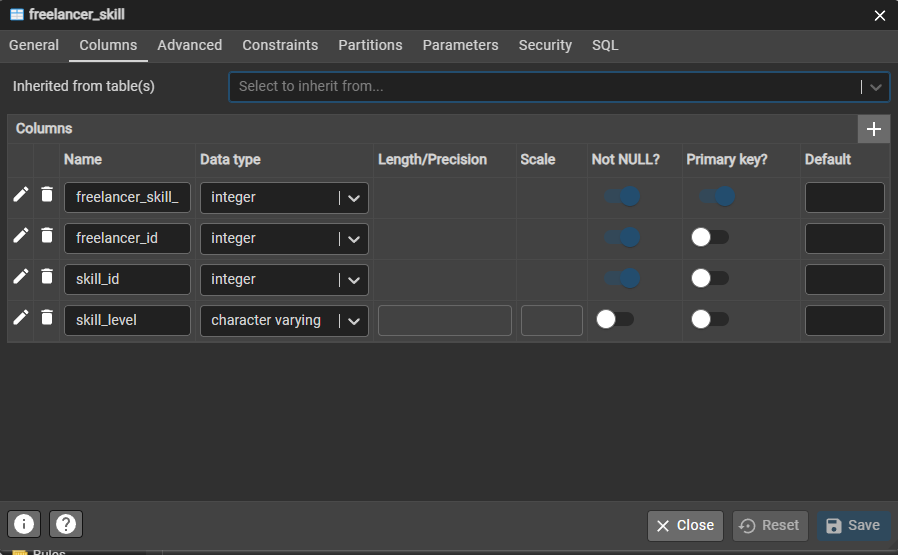 freelancer_skill
General Columns Advanced Constraints Partitions Parameters Security SQL
Inherited from table(s) Select to inherit from...
Columns
Name Data type Length/Precision Scale Not NULL? Primary key? Default
freelancer_skill_ integer
freelancer_id integer
skill_id integer
skill_level character varying
Close Reset Save
Rules